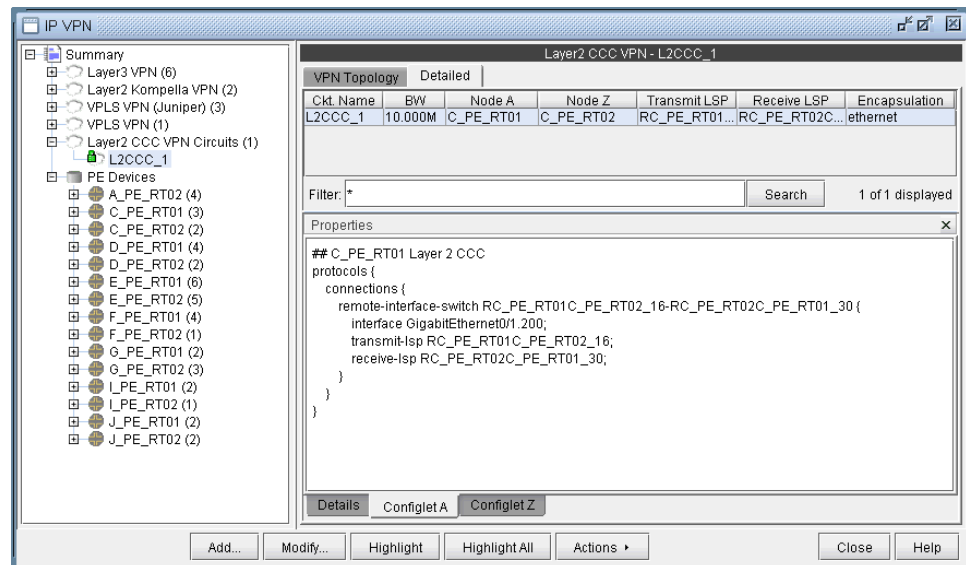 IP VPN
Summary
Layer3 VPN (6)
Layer2 Kompella VPN (2)
VPLS VPN (Juniper) (3)
VPLS VPN (1)
Layer2 CCC VPN Circuits (1)
L2CCC_1
PE Devices
A_PE_RT02 (4)
C_PE_RT01 (3)
C_PE_RT02 (2)
D_PE_RT01 (4)
D_PE_RT02 (2)
E_PE_RT01 (6)
E_PE_RT02 (5)
F_PE_RT01 (4)
F_PE_RT02 (1)
G_PE_RT01 (2)
G_PE_RT02 (3)
I_PE_RT01 (2)
I_PE_RT02 (1)
J_PE_RT01 (2)
J_PE_RT02 (2)
Layer2 CCC VPN - L2CCC_1
VPN Topology Detailed
Ckt. Name BW Node A Node Z Transmit LSP Receive LSP Encapsulation
L2CCC_1 10.000M C_PE_RT01 C_PE_RT02 RC_PE_RT01... RC_PE_RT02C... ethernet
Filter: * Search 1 of 1 displayed
Properties
## C_PE_RT01 Layer 2 CCC
protocols {
connections {
remote-interface-switch RC_PE_RT01C_PE_RT02_16-RC_PE_RT02C_PE_RT01_30 {
interface GigabitEthernet0/1.200;
transmit-lsp RC_PE_RT01C_PE_RT02_16;
receive-lsp RC_PE_RT02C_PE_RT01_30;
}
}
}
Details Configlet A Configlet Z
Add... Modify... Highlight Highlight All Actions Close Help